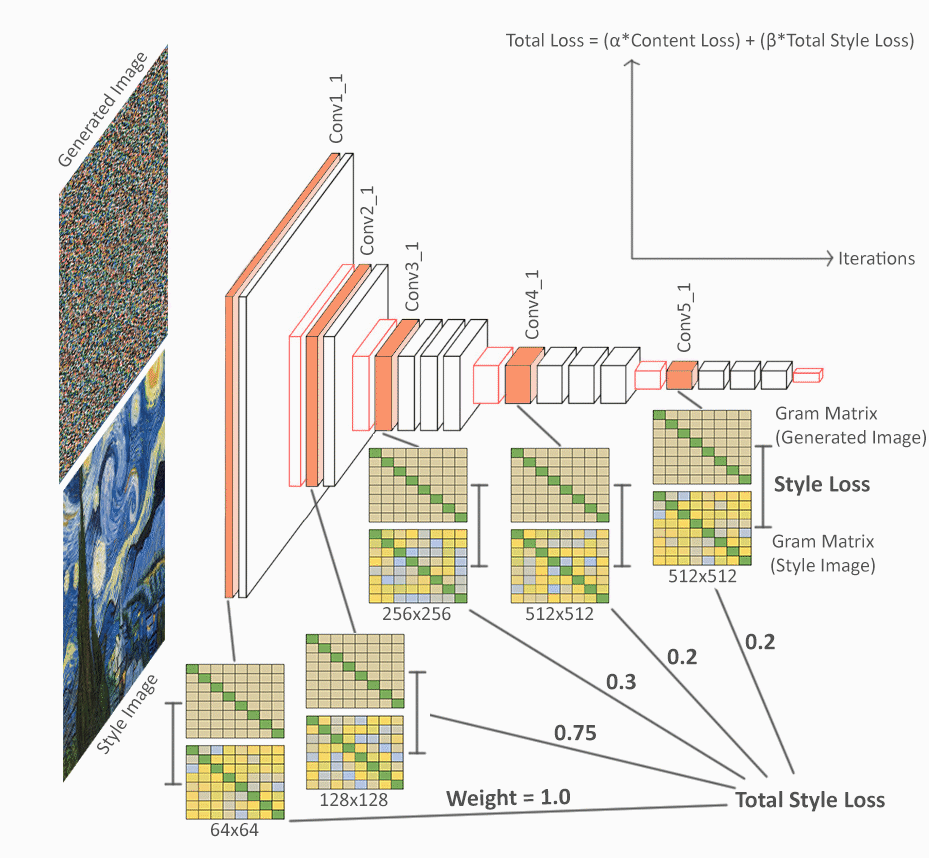 Total Loss = (α*Content Loss) + (β*Total Style Loss)
Generated Image
Conv1_1
Conv2_1
Conv3_1
Conv4_1
Conv5_1
Iterations
Gram Matrix
(Generated Image)
Style Loss
Gram Matrix
(Style Image)
512x512
256x256
512x512
Style Image
0.2
0.2
0.3
0.75
Weight = 1.0
Total Style Loss
128x128
64x64